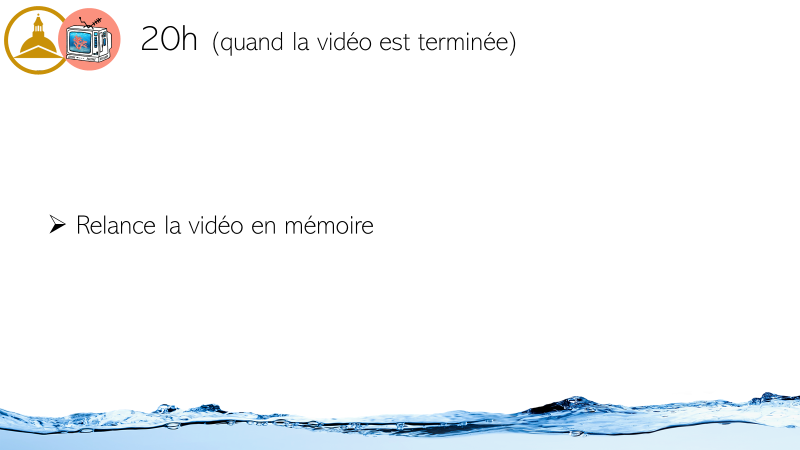 20h (quand la vidéo est terminée)
➢ Relance la vidéo en mémoire